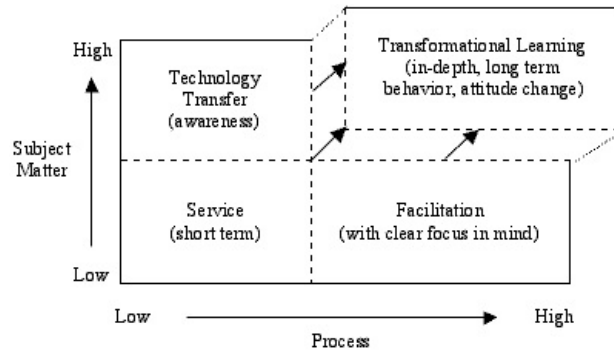 High
Technology
Transfer
(awareness)
Transformational Learning
(in-depth, long term
behavior, attitude change)
Subject
Matter
Service
(short term)
Facilitation
(with clear focus in mind)
Low
Low
High
Process